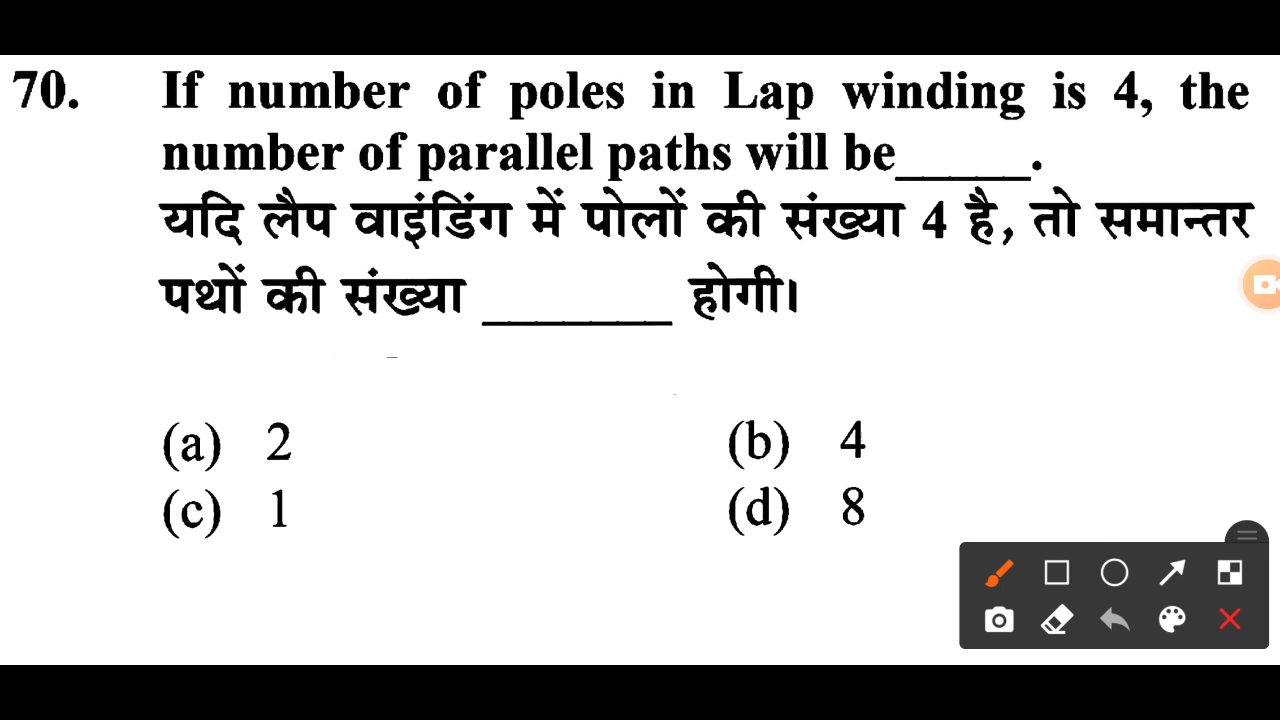 70. If number of poles in Lap winding is 4, the
number of parallel paths will be_____.
यदि लैप वाइंडिंग में पोलों की संख्या 4 है, तो समान्तर
पथों की संख्या _______ होगी।
(a) 2 (b) 4
(c) 1 (d) 8